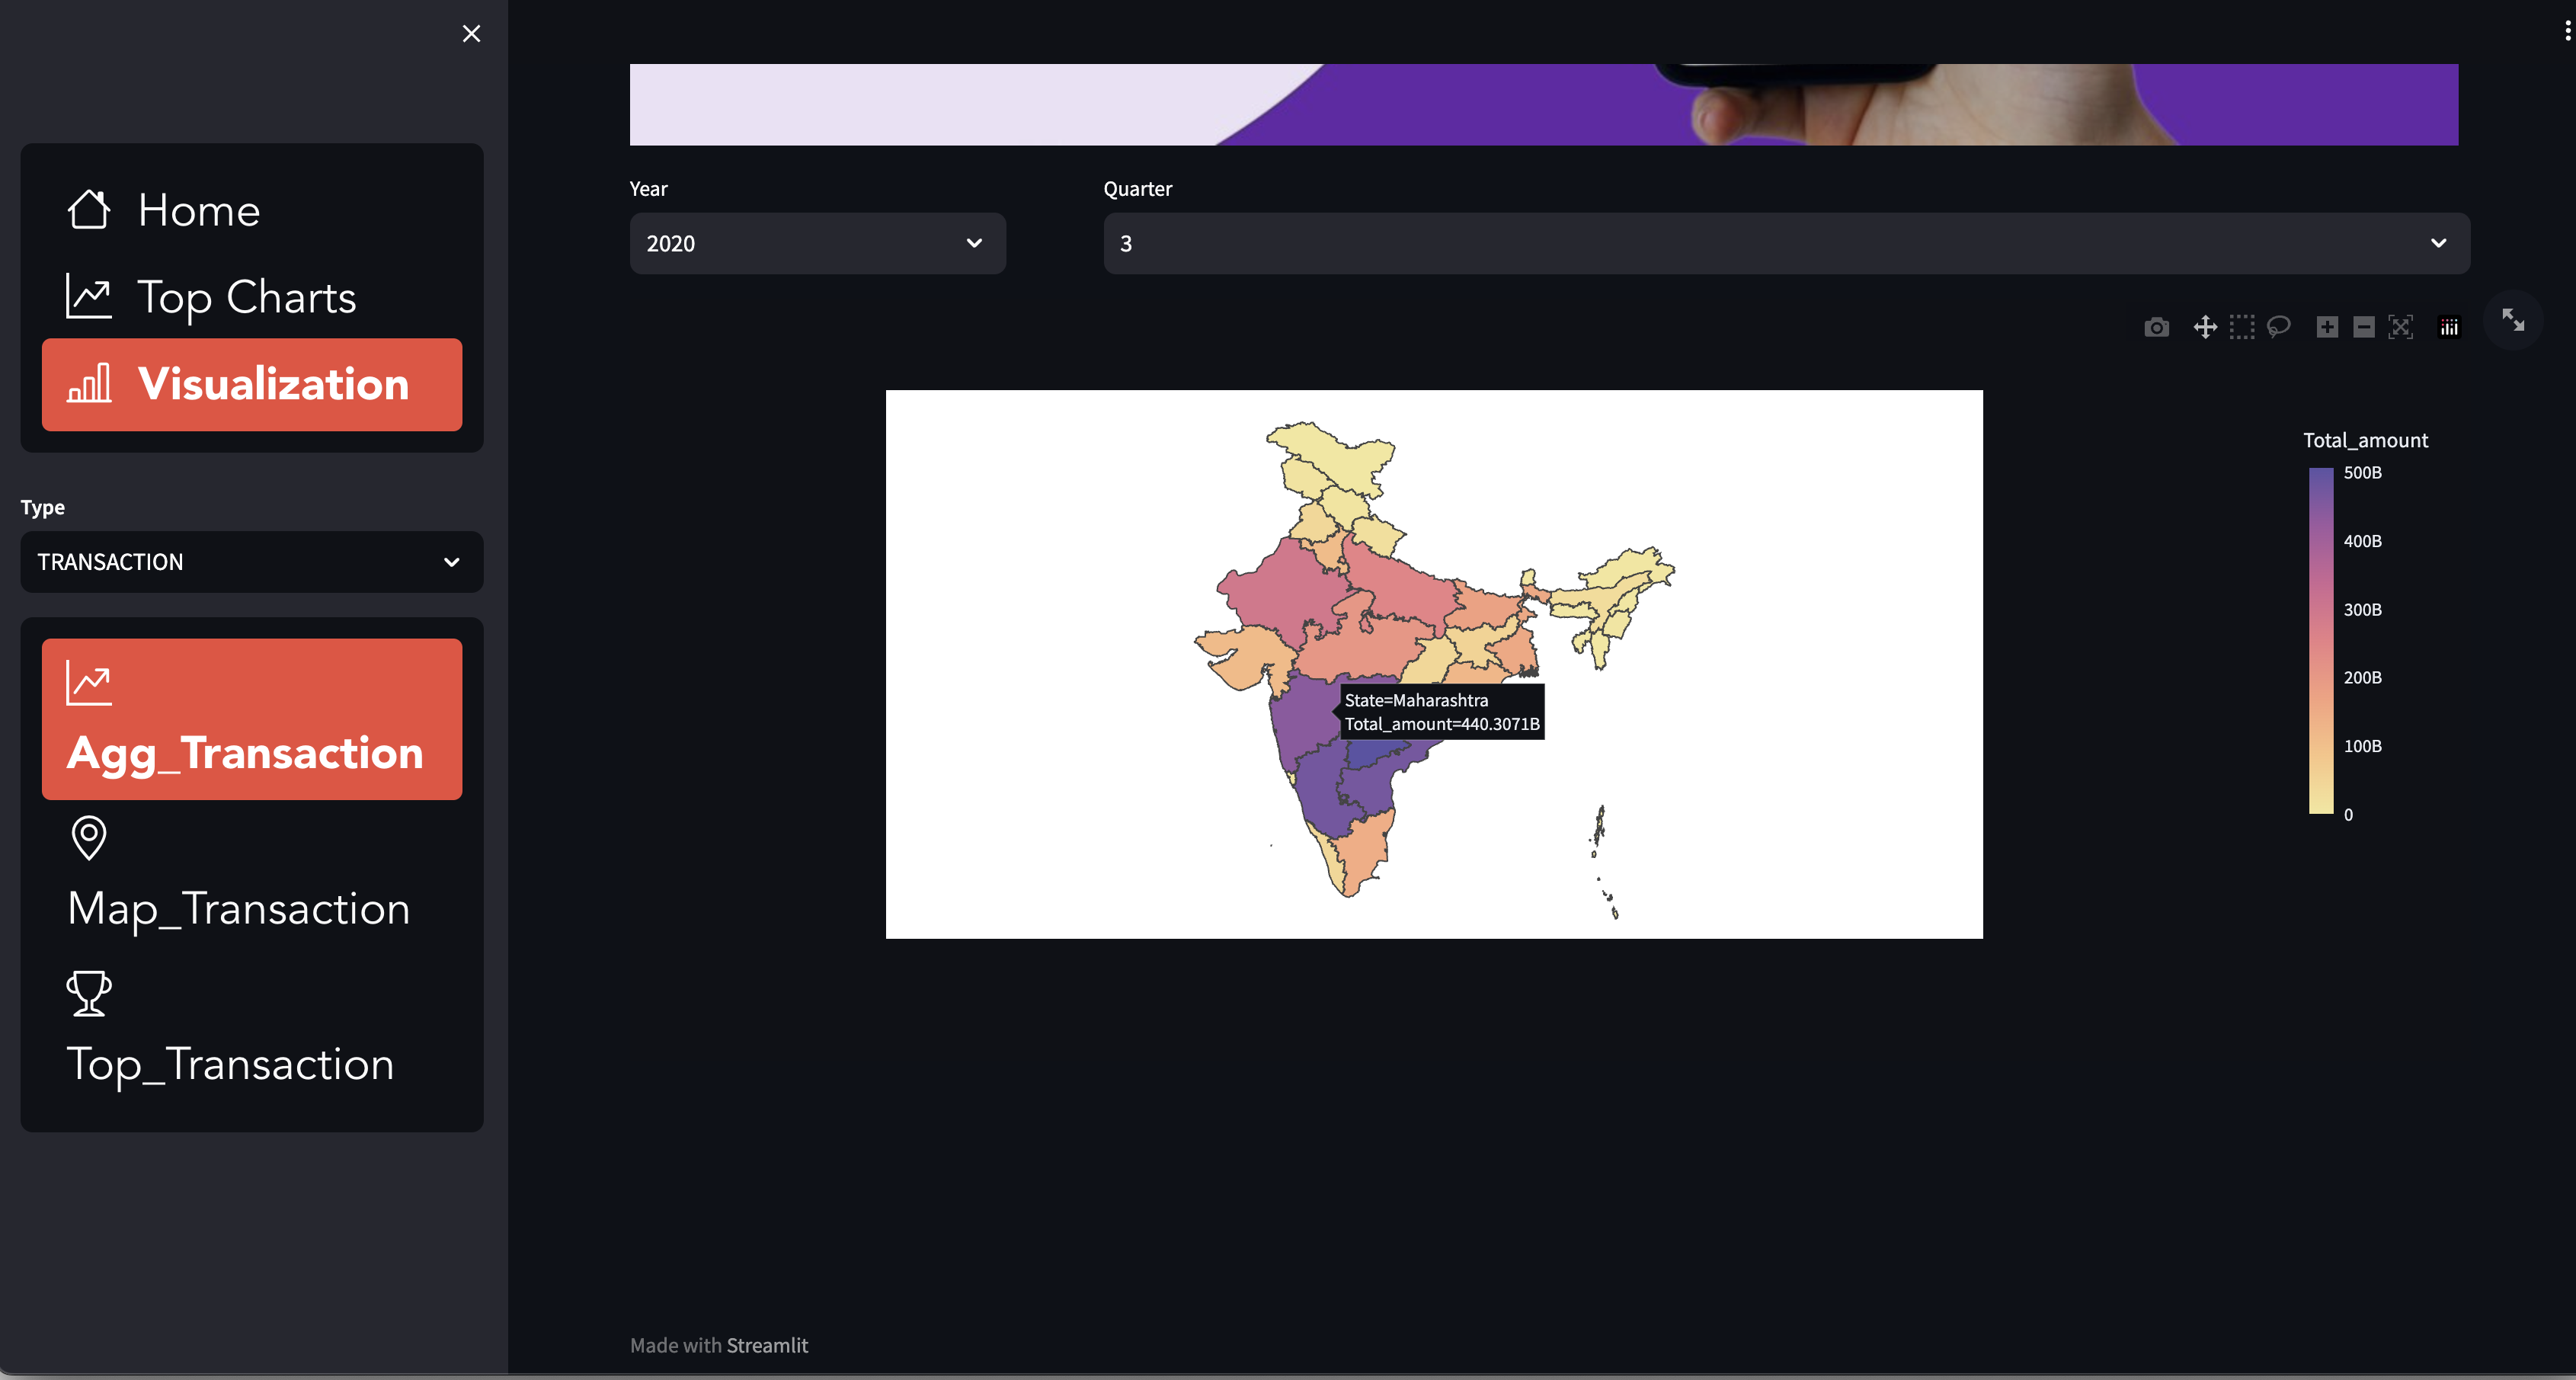 Home
Top Charts
Visualization
Type
TRANSACTION
Agg_Transaction
Map_Transaction
Top_Transaction
Year
Quarter
2020
3
Total_amount
500B
400B
300B
200B
100B
0
State=Maharashtra
Total_amount=440.3071B
Made with Streamlit